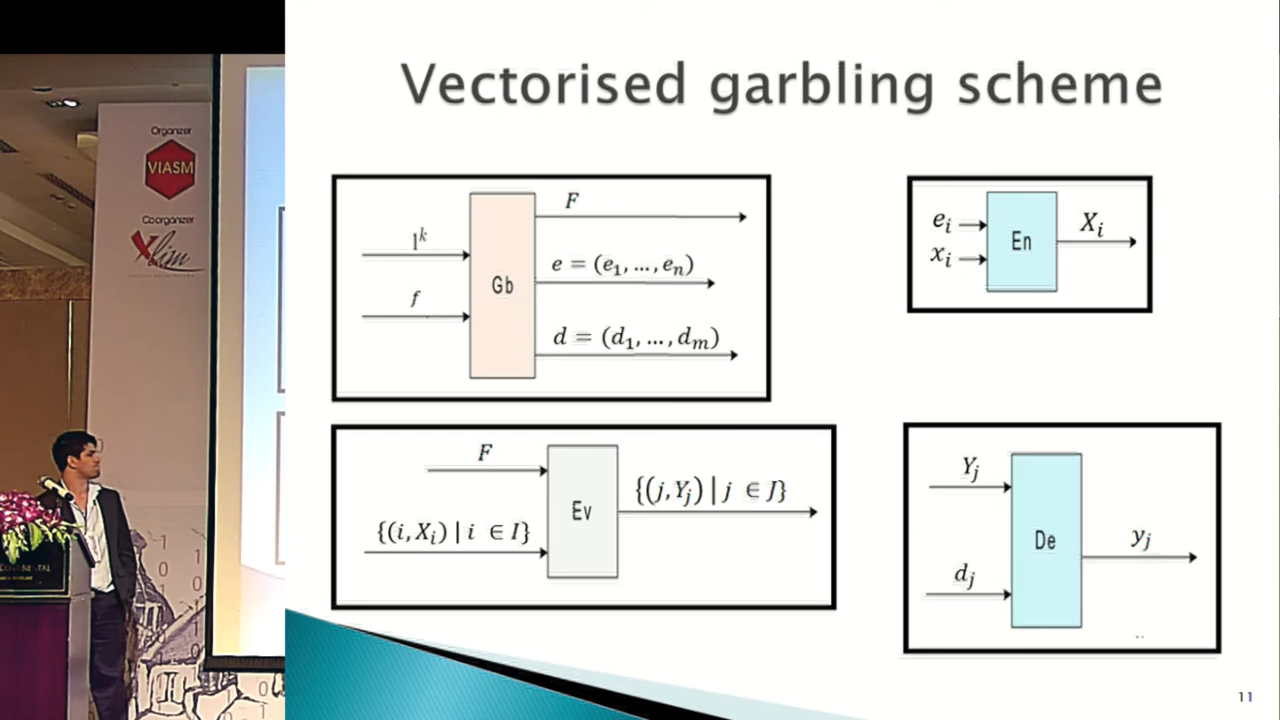 Vectorised garbling scheme
Organizer
VIASM
Coorganizer
Xlim
1^k
f
Gb
F
e = (e_1, ..., e_n)
d = (d_1, ..., d_m)
e_i
x_i
En
X_i
F
{(i, X_i) | i ∈ I}
Ev
{(j, Y_j) | j ∈ J}
Y_j
d_j
De
y_j
11